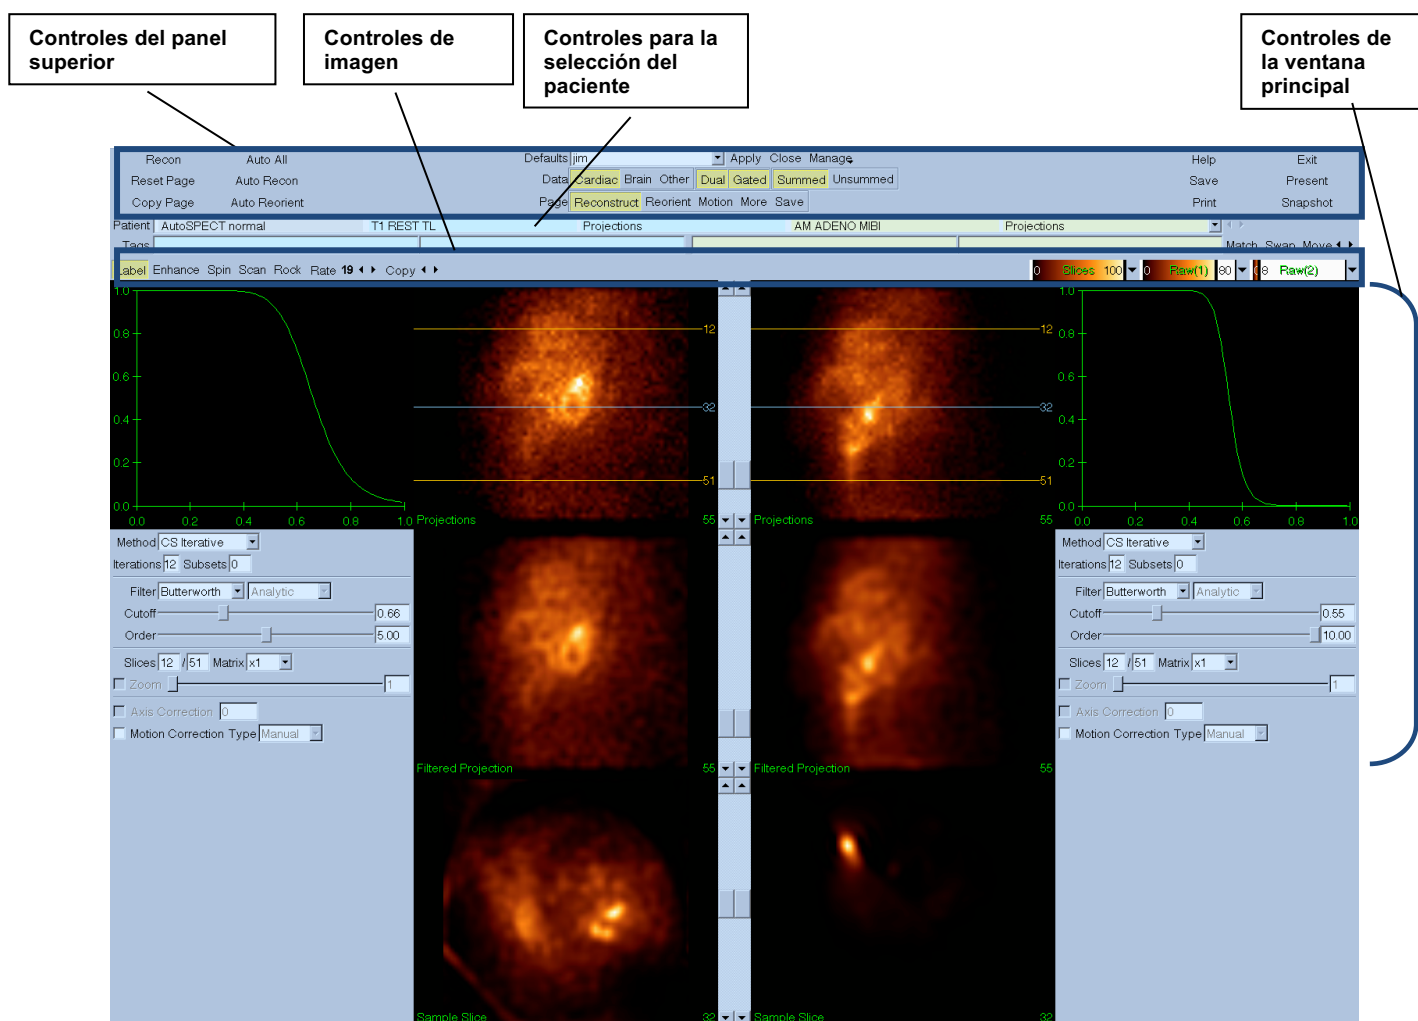 Controles del panel
superior
Controles de
imagen
Controles para la
selección del
paciente
Controles de
la ventana
principal
Recon Auto All Defaults jim Apply Close Manage Help Exit
Reset Page Auto Recon Data Cardiac Brain Other Dual Gated Summed Unsummed Save Present
Copy Page Auto Reorient Page Reconstruct Reorient Motion More Save Print Snapshot
Patient AutoSPECT normal T1 REST TL Projections AM ADENO MIBI Projections
Tags Match Swap Move
Label Enhance Spin Scan Rock Rate 19 Copy 0 Slices 100 0 Raw(1) 80 Raw(2)
1.0
0.8
0.6
0.4
0.2
0.0
0.0 0.2 0.4 0.6 0.8 1.0
12
32
51
Projections 55
12
32
51
Projections 55
1.0
0.8
0.6
0.4
0.2
0.0
0.0 0.2 0.4 0.6 0.8 1.0
Method CS Iterative
Iterations 12 Subsets 0
Filter Butterworth Analytic
Cutoff 0.66
Order 5.00
Slices 12 / 51 Matrix x1
Zoom 1
Axis Correction 0
Motion Correction Type Manual
Filtered Projection 55
Filtered Projection 55
Method CS Iterative
Iterations 12 Subsets 0
Filter Butterworth Analytic
Cutoff 0.55
Order 10.00
Slices 12 / 51 Matrix x1
Zoom 1
Axis Correction 0
Motion Correction Type Manual
Sample Slice 32
Sample Slice 32